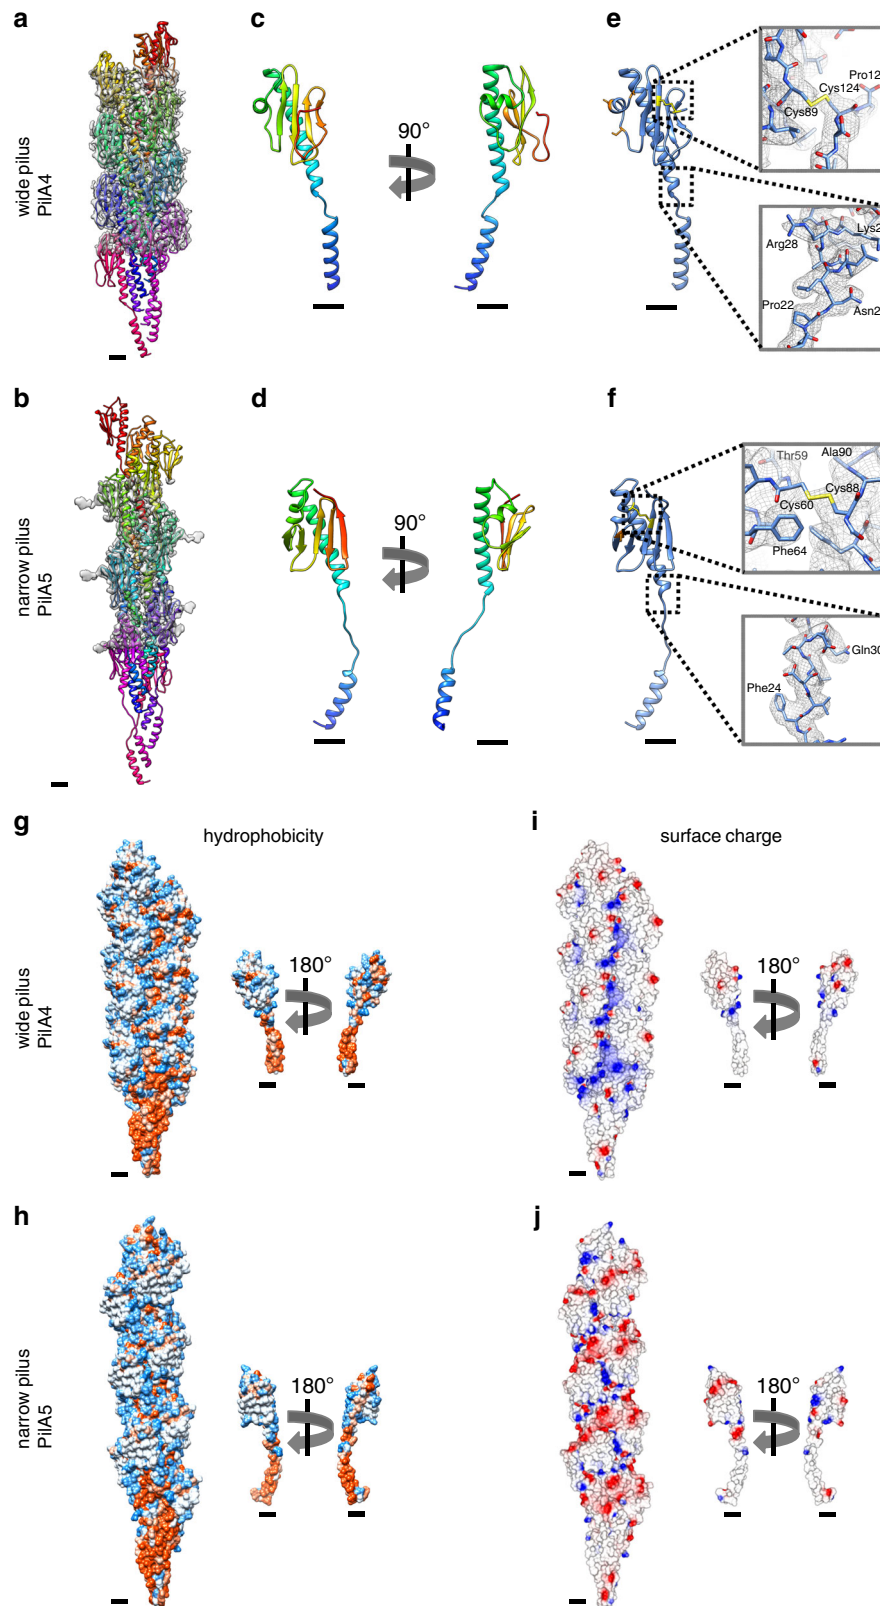 a
c
e
wide pilus
PilA4
90°
Pro12
Cys124
Cys89
Lys2
Arg28
Pro22
Asn2
b
d
f
narrow pilus
PilA5
90°
Thr59
Ala90
Cys88
Cys60
Phe64
Gln30
Phe24
g
hydrophobicity
i
surface charge
wide pilus
PilA4
180°
180°
h
j
narrow pilus
PilA5
180°
180°